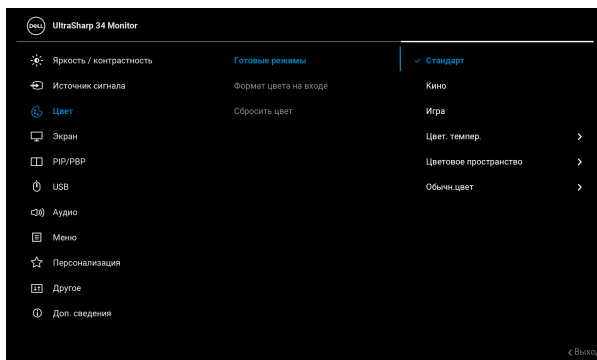 DELL UltraSharp 34 Monitor
Яркость / контрастность Готовые режимы Стандарт
Источник сигнала Формат цвета на входе Кино
Цвет Сбросить цвет Игра
Экран Цвет. темпер.
PIP/PBP Цветовое пространство
USB Обычн.цвет
Аудио
Меню
Персонализация
Другое
Доп. сведения
Выхо